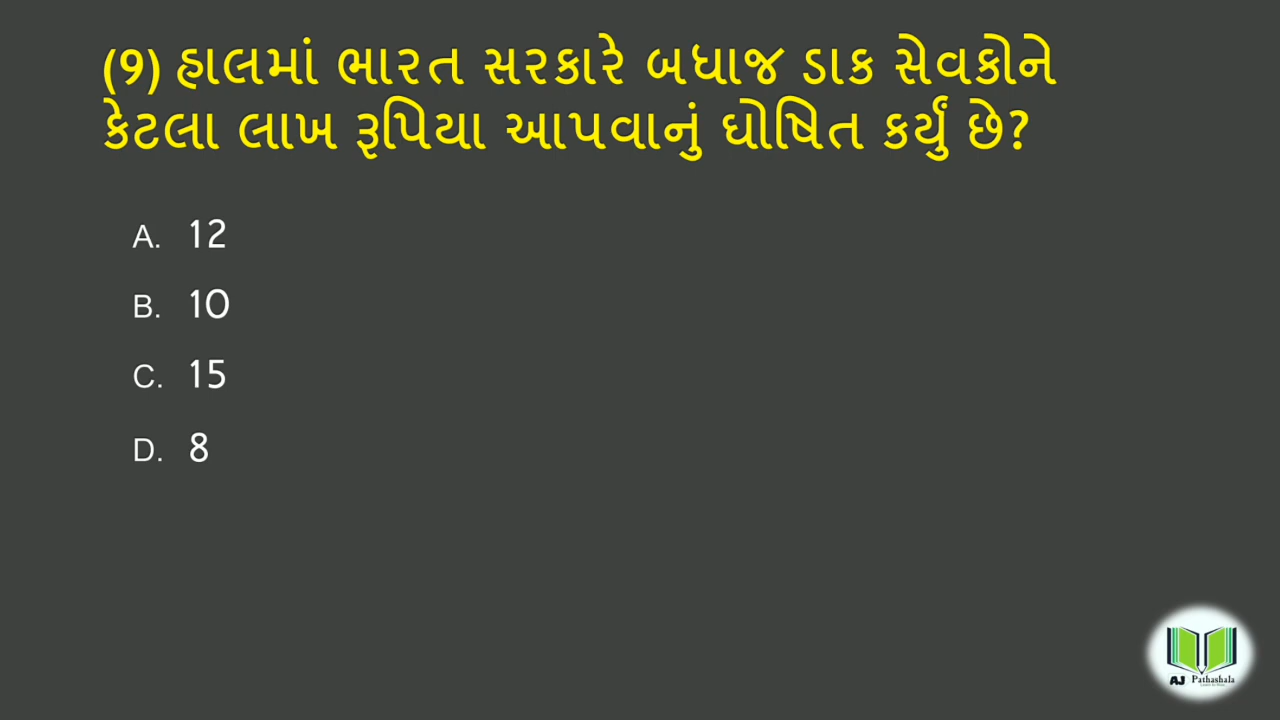 (9) હાલમાં ભારત સરકારે બધાજ ડાક સેવકોને
કેટલા લાખ રૂપિયા આપવાનું ઘોષિત કર્યું છે?
A. 12
B. 10
C. 15
D. 8
AJ Pathashala